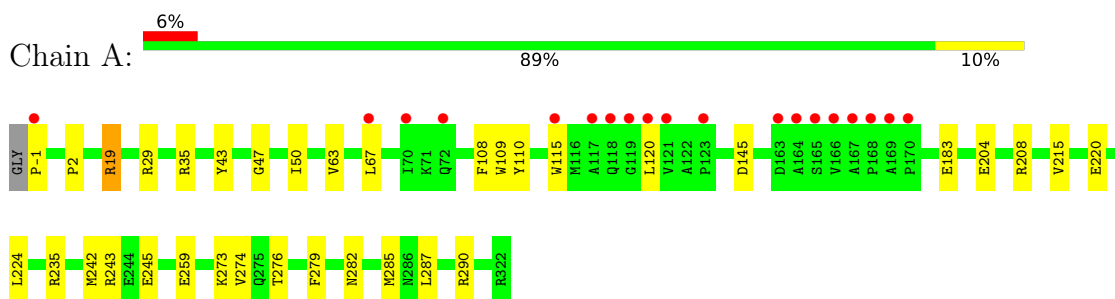 6%
Chain A:
89% 10%
GLY P-1 P2 R19 R29 R35 Y43 G47 I50 V63 L67 I70 K71 Q72 F108 W109 Y110 W115 M116 A117 Q118 G119 L120 V121 A122 P123 D145 D163 A164 S165 V166 A167 P168 A169 P170 E183 E204 R208 V215 E220
L224 R235 M242 R243 E244 E245 E259 K273 V274 Q275 T276 F279 N282 M285 N286 L287 R290 R322